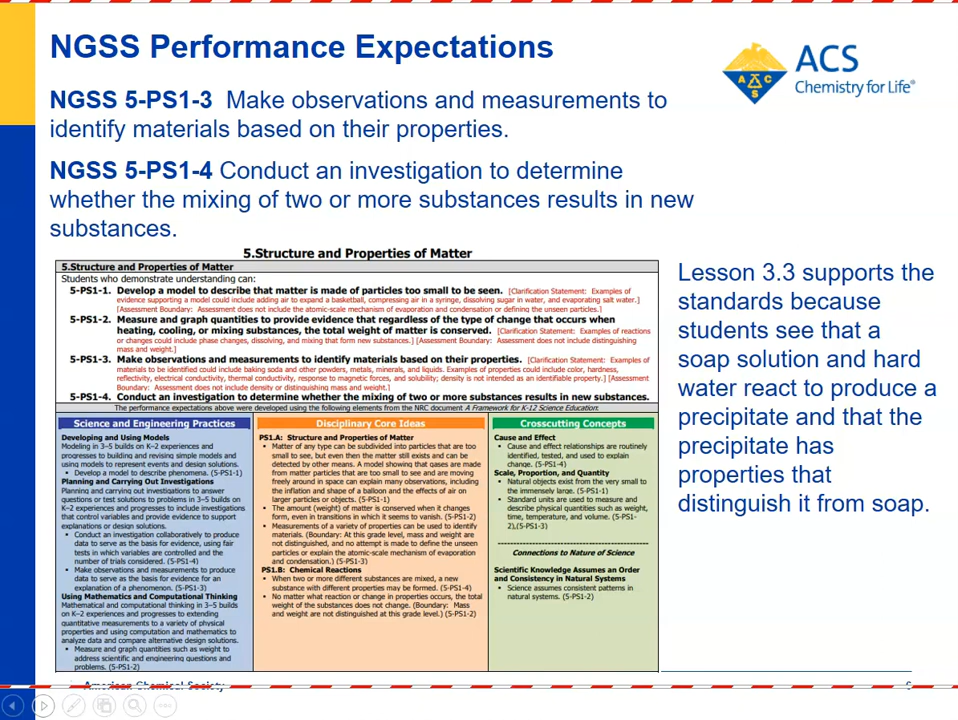 NGSS Performance Expectations
ACS
Chemistry for Life®
A C S
NGSS 5-PS1-3 Make observations and measurements to
identify materials based on their properties.
NGSS 5-PS1-4 Conduct an investigation to determine
whether the mixing of two or more substances results in new
substances.
5.Structure and Properties of Matter
5.Structure and Properties of Matter
Students who demonstrate understanding can:
5-PS1-1. Develop a model to describe that matter is made of particles too small to be seen. [Clarification Statement: Examples of
evidence supporting a model could include adding air to expand a basketball, compressing air in a syringe, dissolving sugar in water, and evaporating salt water.]
[Assessment Boundary: Assessment does not include the atomic-scale mechanism of evaporation and condensation or defining the unseen particles.]
5-PS1-2. Measure and graph quantities to provide evidence that regardless of the type of change that occurs when
heating, cooling, or mixing substances, the total weight of matter is conserved. [Clarification Statement: Examples of reactions
or changes could include phase changes, dissolving, and mixing that form new substances.] [Assessment Boundary: Assessment does not include distinguishing
mass and weight.]
5-PS1-3. Make observations and measurements to identify materials based on their properties. [Clarification Statement: Examples of
materials to be identified could include baking soda and other powders, metals, minerals, and liquids. Examples of properties could include color, hardness,
reflectivity, electrical conductivity, thermal conductivity, response to magnetic forces, and solubility; density is not intended as an identifiable property.] [Assessment
Boundary: Assessment does not include density or distinguishing mass and weight.]
5-PS1-4. Conduct an investigation to determine whether the mixing of two or more substances results in new substances.
The performance expectations above were developed using the following elements from the NRC document A Framework for K-12 Science Education:
Science and Engineering Practices
Developing and Using Models
Modeling in 3–5 builds on K–2 experiences and
progresses to building and revising simple models and
using models to represent events and design solutions.
• Develop a model to describe phenomena. (5-PS1-1)
Planning and Carrying Out Investigations
Planning and carrying out investigations to answer
questions or test solutions to problems in 3–5 builds on
K–2 experiences and progresses to include investigations
that control variables and provide evidence to support
explanations or design solutions.
• Conduct an investigation collaboratively to produce
data to serve as the basis for evidence, using fair
tests in which variables are controlled and the
number of trials considered. (5-PS1-4)
• Make observations and measurements to produce
data to serve as the basis for evidence for an
explanation of a phenomenon. (5-PS1-3)
Using Mathematics and Computational Thinking
Mathematical and computational thinking in 3–5 builds
on K–2 experiences and progresses to extending
quantitative measurements to a variety of physical
properties and using computation and mathematics to
analyze data and compare alternative design solutions.
• Measure and graph quantities such as weight to
address scientific and engineering questions and
problems. (5-PS1-2)
Disciplinary Core Ideas
PS1.A: Structure and Properties of Matter
• Matter of any type can be subdivided into particles that are too
small to see, but even then the matter still exists and can be
detected by other means. A model showing that gases are made
from matter particles that are too small to see and are moving
freely around in space can explain many observations, including
the inflation and shape of a balloon and the effects of air on
larger particles or objects. (5-PS1-1)
• The amount (weight) of matter is conserved when it changes
form, even in transitions in which it seems to vanish. (5-PS1-2)
• Measurements of a variety of properties can be used to identify
materials. (Boundary: At this grade level, mass and weight are
not distinguished, and no attempt is made to define the unseen
particles or explain the atomic-scale mechanism of evaporation
and condensation.) (5-PS1-3)
PS1.B: Chemical Reactions
• When two or more different substances are mixed, a new
substance with different properties may be formed. (5-PS1-4)
• No matter what reaction or change in properties occurs, the total
weight of the substances does not change. (Boundary: Mass
and weight are not distinguished at this grade level.) (5-PS1-2)
Crosscutting Concepts
Cause and Effect
• Cause and effect relationships are routinely
identified, tested, and used to explain
change. (5-PS1-4)
Scale, Proportion, and Quantity
• Natural objects exist from the very small to
the immensely large. (5-PS1-1)
• Standard units are used to measure and
describe physical quantities such as weight,
time, temperature, and volume. (5-PS1-
2),(5-PS1-3)
Connections to Nature of Science
Scientific Knowledge Assumes an Order
and Consistency in Natural Systems
• Science assumes consistent patterns in
natural systems. (5-PS1-2)
Lesson 3.3 supports the
standards because
students see that a
soap solution and hard
water react to produce a
precipitate and that the
precipitate has
properties that
distinguish it from soap.
American Chemical Society